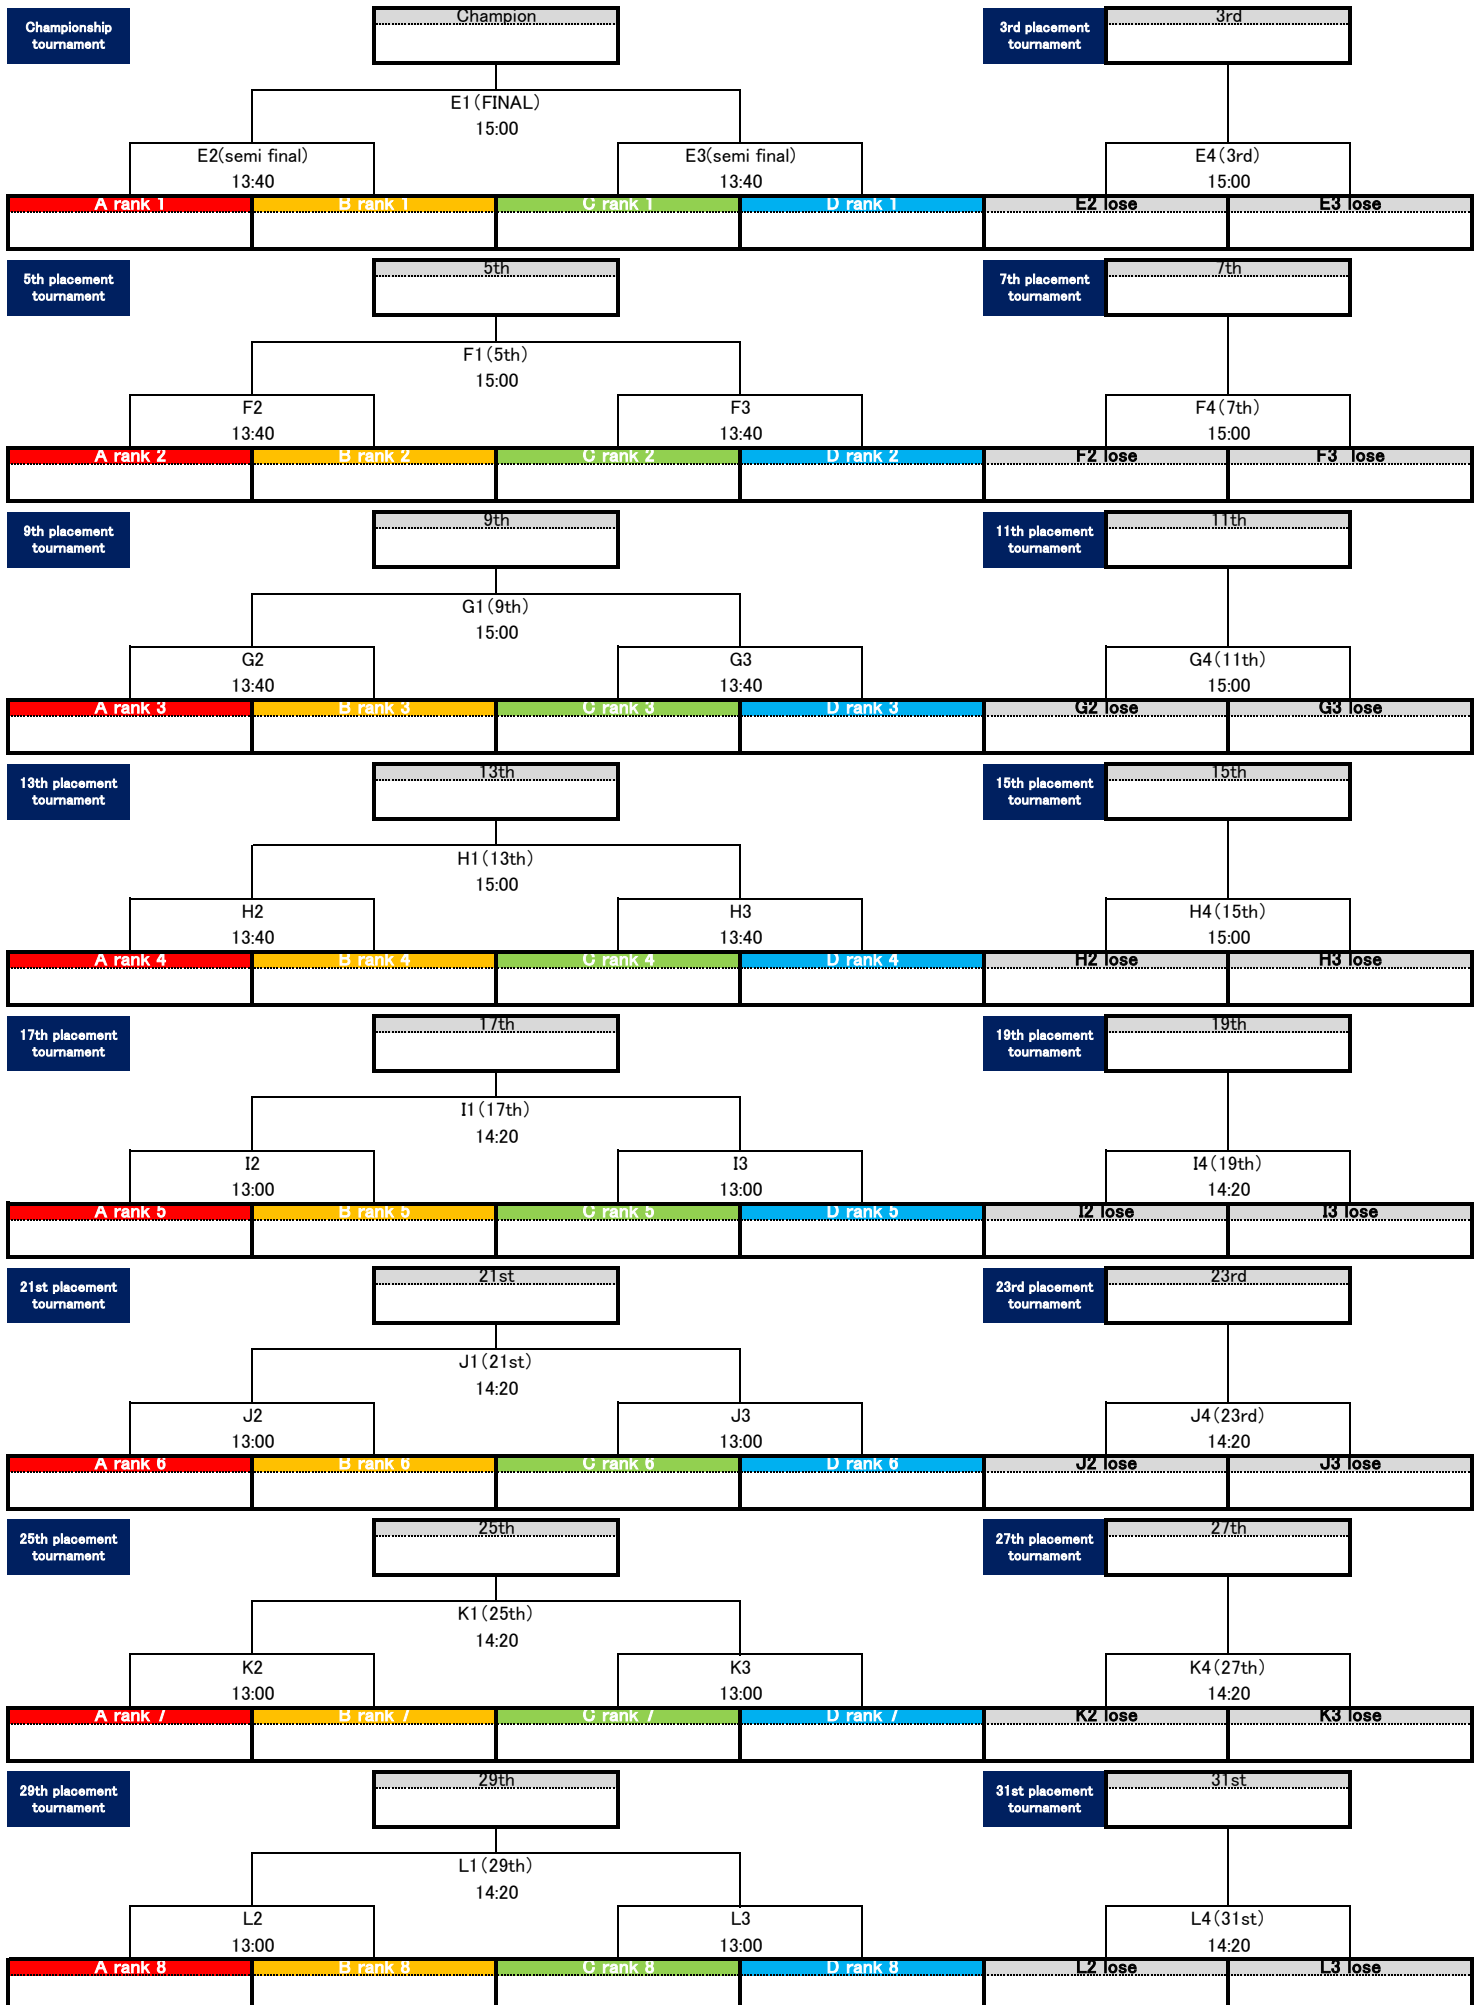 Championship
tournament
Champion
3rd placement
tournament
3rd
E1(FINAL)
15:00
E2(semi final)
13:40
E3(semi final)
13:40
E4(3rd)
15:00
A rank 1
B rank 1
C rank 1
D rank 1
E2 lose
E3 lose
5th placement
tournament
5th
7th placement
tournament
7th
F1(5th)
15:00
F2
13:40
F3
13:40
F4(7th)
15:00
A rank 2
B rank 2
C rank 2
D rank 2
F2 lose
F3 lose
9th placement
tournament
9th
11th placement
tournament
11th
G1(9th)
15:00
G2
13:40
G3
13:40
G4(11th)
15:00
A rank 3
B rank 3
C rank 3
D rank 3
G2 lose
G3 lose
13th placement
tournament
13th
15th placement
tournament
15th
H1(13th)
15:00
H2
13:40
H3
13:40
H4(15th)
15:00
A rank 4
B rank 4
C rank 4
D rank 4
H2 lose
H3 lose
17th placement
tournament
17th
19th placement
tournament
19th
I1(17th)
14:20
I2
13:00
I3
13:00
I4(19th)
14:20
A rank 5
B rank 5
C rank 5
D rank 5
I2 lose
I3 lose
21st placement
tournament
21st
23rd placement
tournament
23rd
J1(21st)
14:20
J2
13:00
J3
13:00
J4(23rd)
14:20
A rank 6
B rank 6
C rank 6
D rank 6
J2 lose
J3 lose
25th placement
tournament
25th
27th placement
tournament
27th
K1(25th)
14:20
K2
13:00
K3
13:00
K4(27th)
14:20
A rank 7
B rank 7
C rank 7
D rank 7
K2 lose
K3 lose
29th placement
tournament
29th
31st placement
tournament
31st
L1(29th)
14:20
L2
13:00
L3
13:00
L4(31st)
14:20
A rank 8
B rank 8
C rank 8
D rank 8
L2 lose
L3 lose